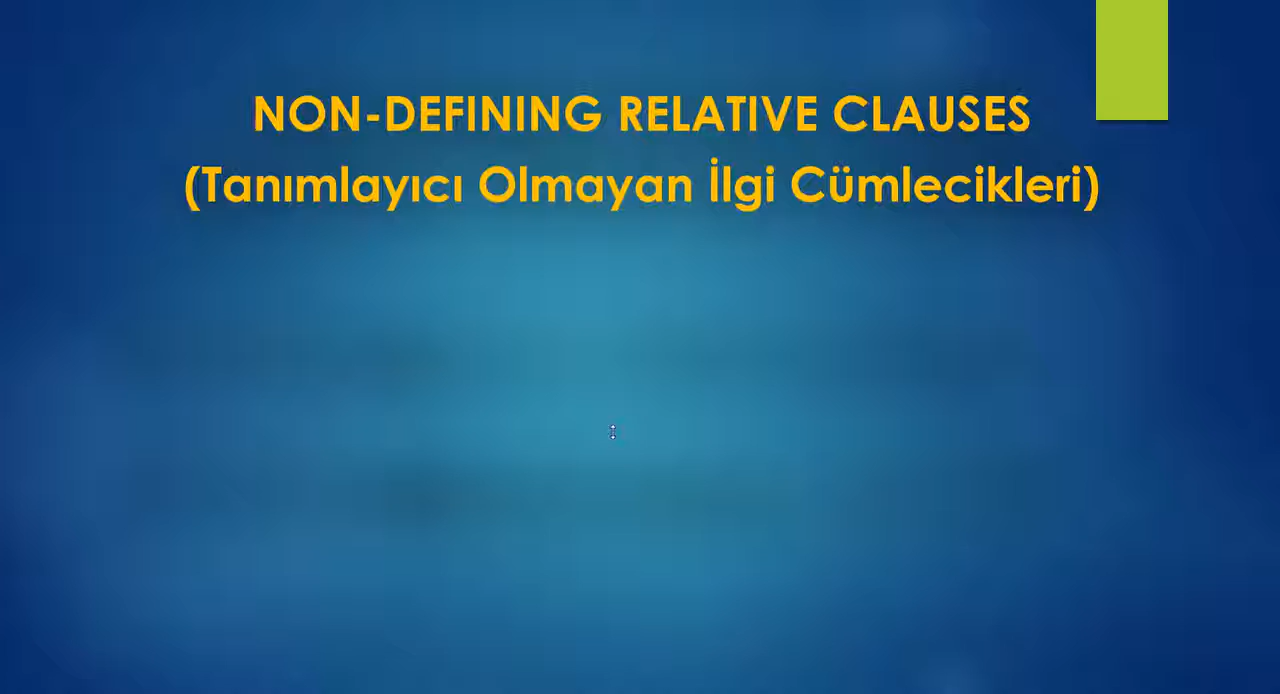 NON-DEFINING RELATIVE CLAUSES
(Tanımlayıcı Olmayan İlgi Cümlecikleri)